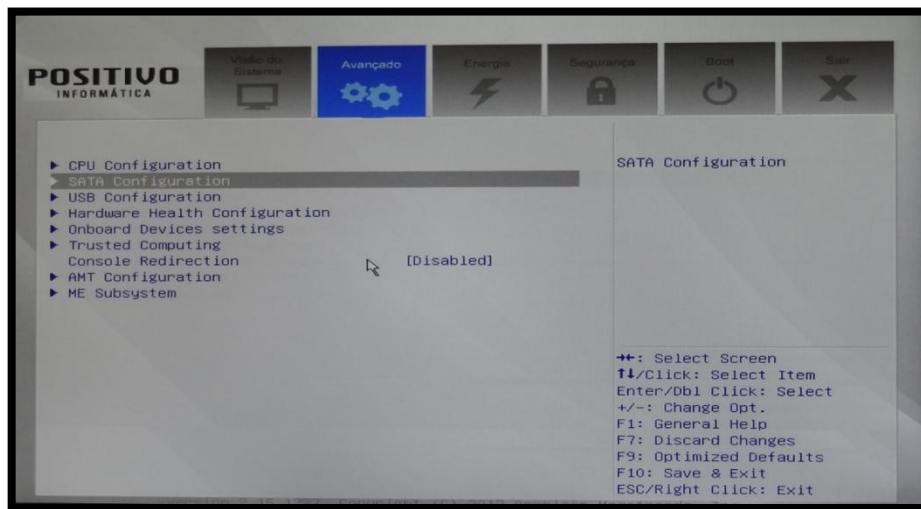 POSITIVO
INFORMÁTICA
Visão do
Sistema
Avançado
Energia
Segurança
Boot
Sair
CPU Configuration
SATA Configuration
USB Configuration
Hardware Health Configuration
Onboard Devices settings
Trusted Computing
Console Redirection [Disabled]
AMT Configuration
ME Subsystem
SATA Configuration
→←: Select Screen
↑↓/Click: Select Item
Enter/Dbl Click: Select
+/-: Change Opt.
F1: General Help
F7: Discard Changes
F9: Optimized Defaults
F10: Save & Exit
ESC/Right Click: Exit